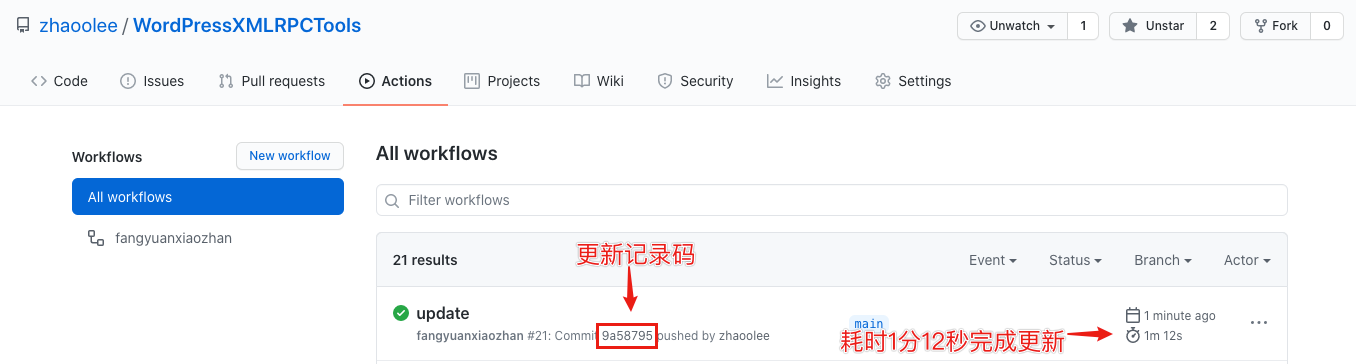 zhaoolee / WordPressXMLRPCTools
Unwatch 1 Unstar 2 Fork 0
Code Issues Pull requests Actions Projects Wiki Security Insights Settings
Workflows New workflow
All workflows
fangyuanxiaozhan
All workflows
Filter workflows
更新记录码
21 results Event Status Branch Actor
update
fangyuanxiaozhan #21: Commit 9a58795 pushed by zhaoolee
main
1 minute ago
1m 12s
耗时1分12秒完成更新